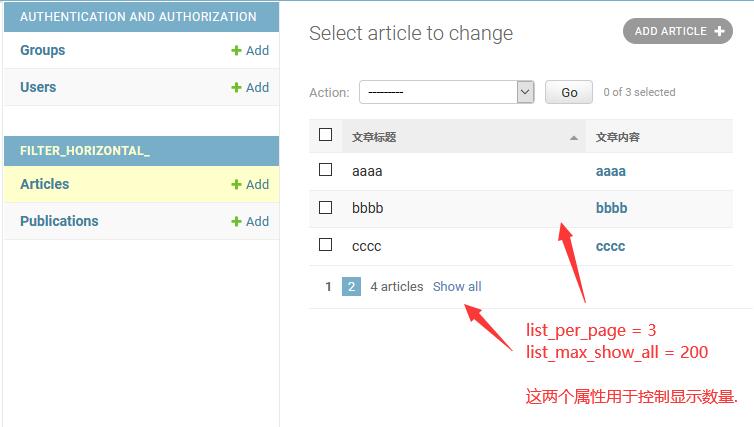 AUTHENTICATION AND AUTHORIZATION
Groups + Add
Users + Add
FILTER_HORIZONTAL_
Articles + Add
Publications + Add
Select article to change
ADD ARTICLE +
Action: --------- Go 0 of 3 selected
文章标题 文章内容
aaaa aaaa
bbbb bbbb
cccc cccc
1 2 4 articles Show all
list_per_page = 3
list_max_show_all = 200
这两个属性用于控制显示数量.